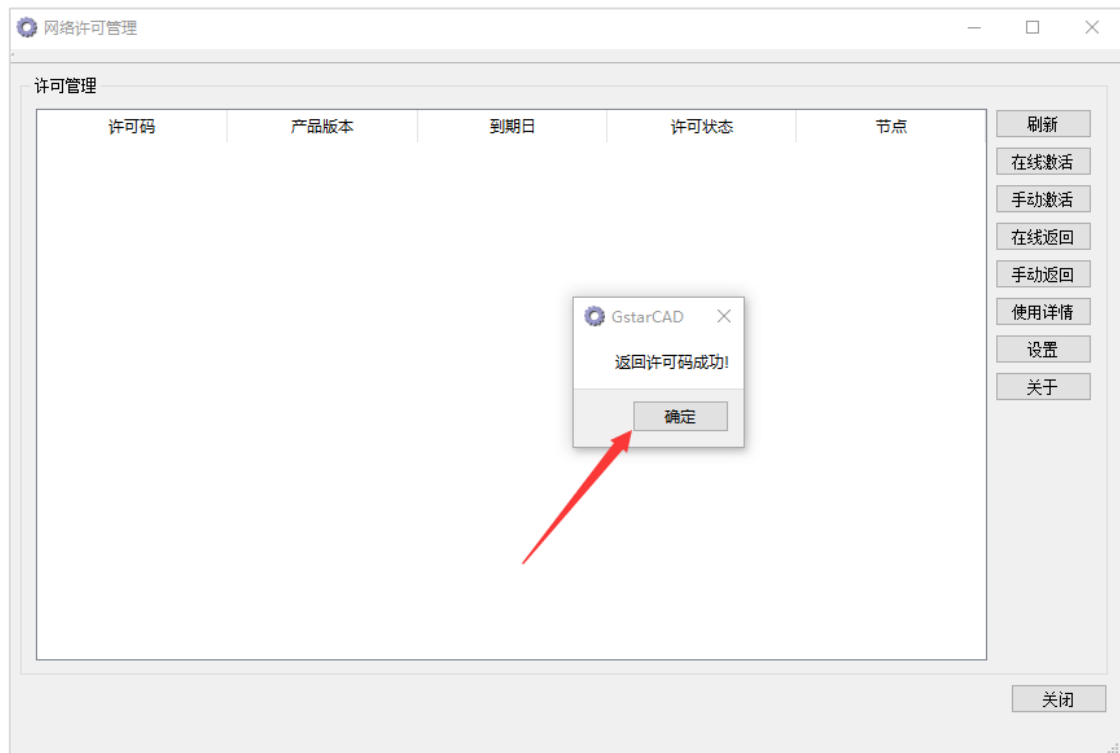 网络许可管理
许可管理
许可码 产品版本 到期日 许可状态 节点
刷新
在线激活
手动激活
在线返回
手动返回
使用详情
设置
关于
GstarCAD
返回许可码成功!
确定
关闭